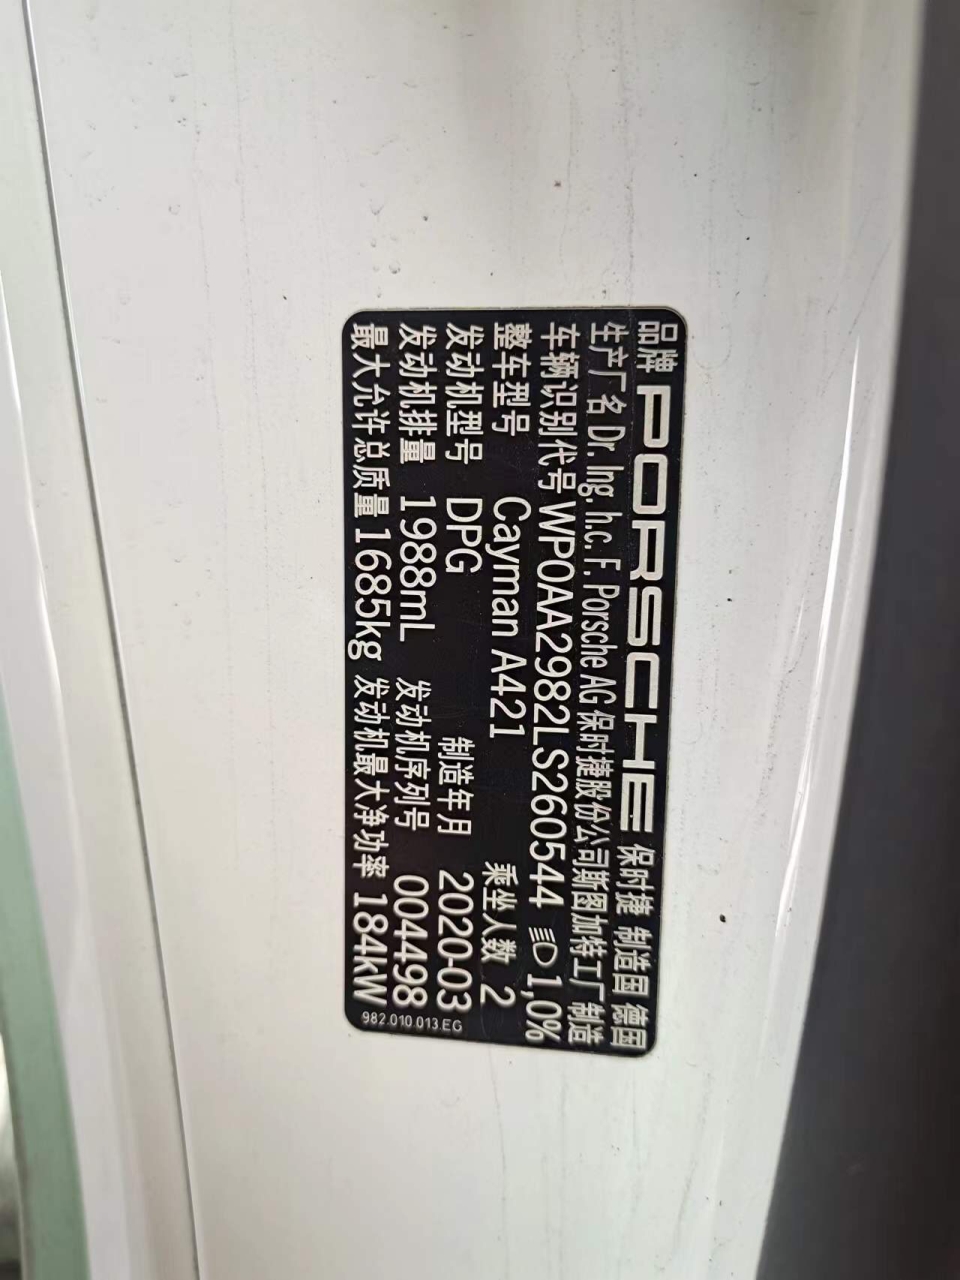 品牌 PORSCHE 保时捷 制造国 德国
生产厂名 Dr. Ing. h.c. F. Porsche AG 保时捷股份公司斯图加特工厂制造
车辆识别代号 WP0AA2982LS260544 1,0%
整车型号 Cayman A421 乘坐人数 2
发动机型号 DPG 制造年月 2020-03
发动机排量 1988mL 发动机序列号 004498
最大允许总质量 1685kg 发动机最大净功率 184kW
982.010.013.EG